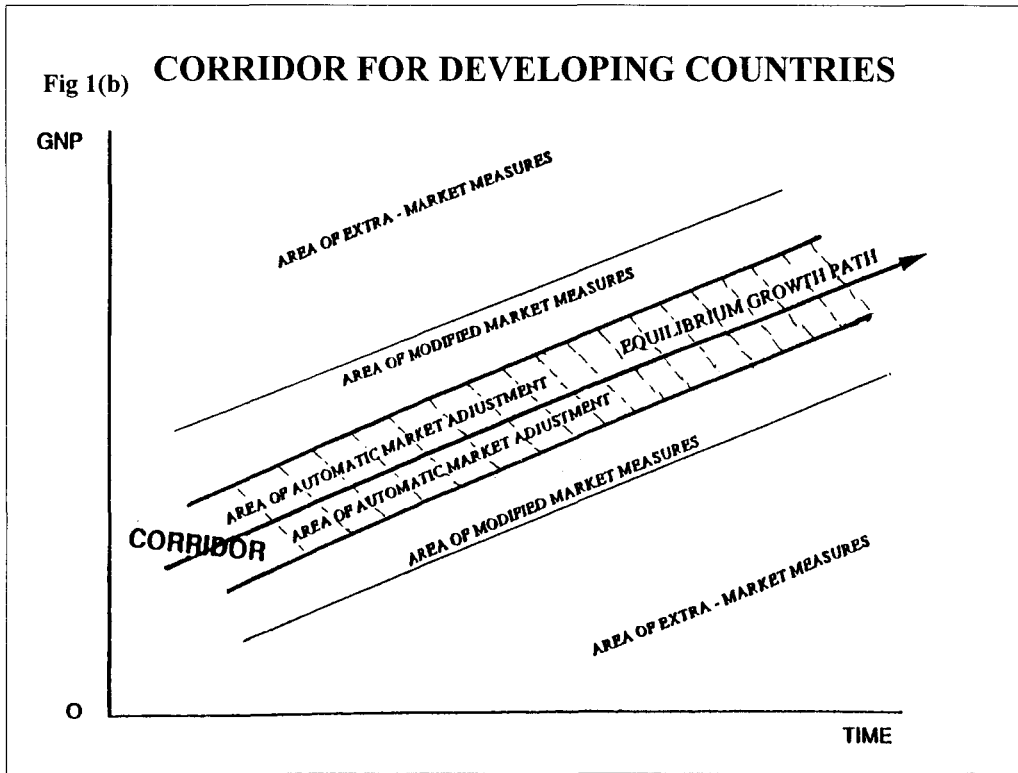 Fig 1(b) CORRIDOR FOR DEVELOPING COUNTRIES
GNP
AREA OF EXTRA - MARKET MEASURES
AREA OF MODIFIED MARKET MEASURES
EQUILIBRIUM GROWTH PATH
AREA OF AUTOMATIC MARKET ADJUSTMENT
AREA OF AUTOMATIC MARKET ADJUSTMENT
CORRIDOR
AREA OF MODIFIED MARKET MEASURES
AREA OF EXTRA - MARKET MEASURES
O
TIME